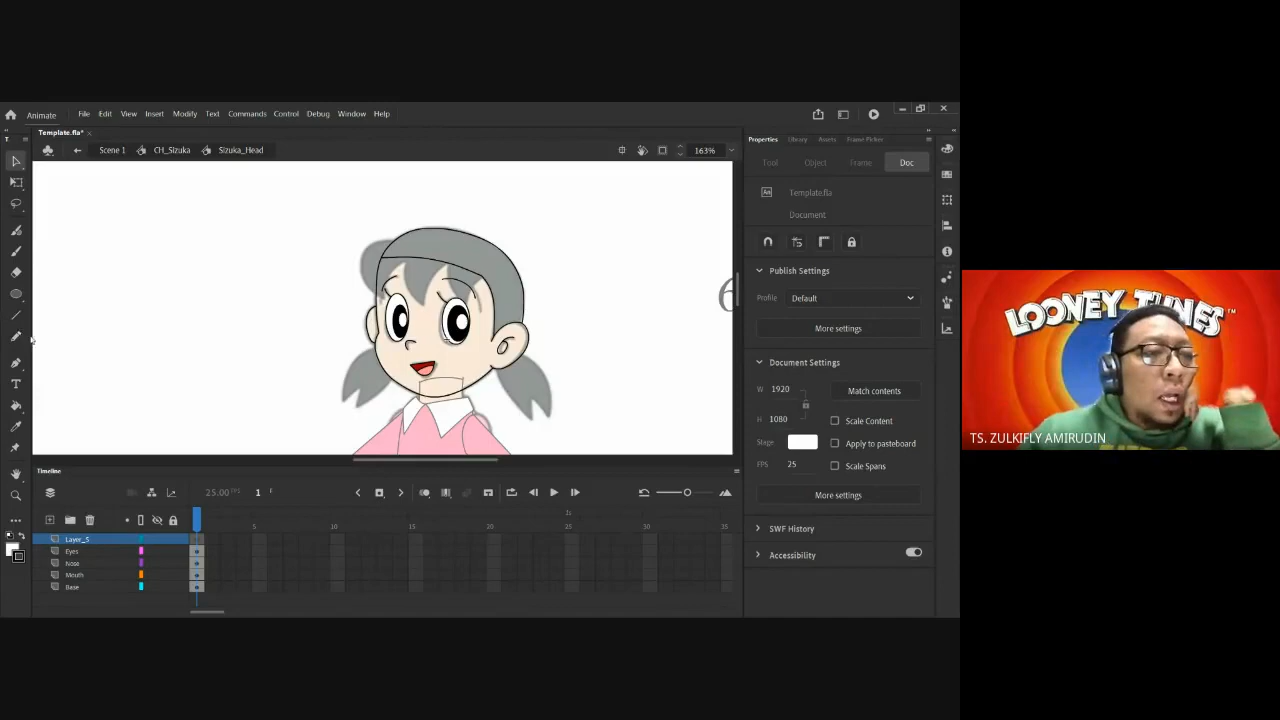 Animate File Edit View Insert Modify Text Commands Control Debug Window Help
Template.fla*
Scene 1 CH_Sizuka Sizuka_Head 163%
Properties Library Assets Frame Picker
Tool Object Frame Doc
Template.fla
Document
Publish Settings
Profile Default
More settings
Document Settings
W 1920 Match contents
H 1080 Scale Content
Stage Apply to pasteboard
FPS 25 Scale Spans
More settings
SWF History
Accessibility
6
Timeline
25.00 FPS 1 F
1s
5 10 15 20 25 30 35
Layer_5
Eyes
Nose
Mouth
Base
LOONEY TUNES™
TS. ZULKIFLY AMIRUDIN